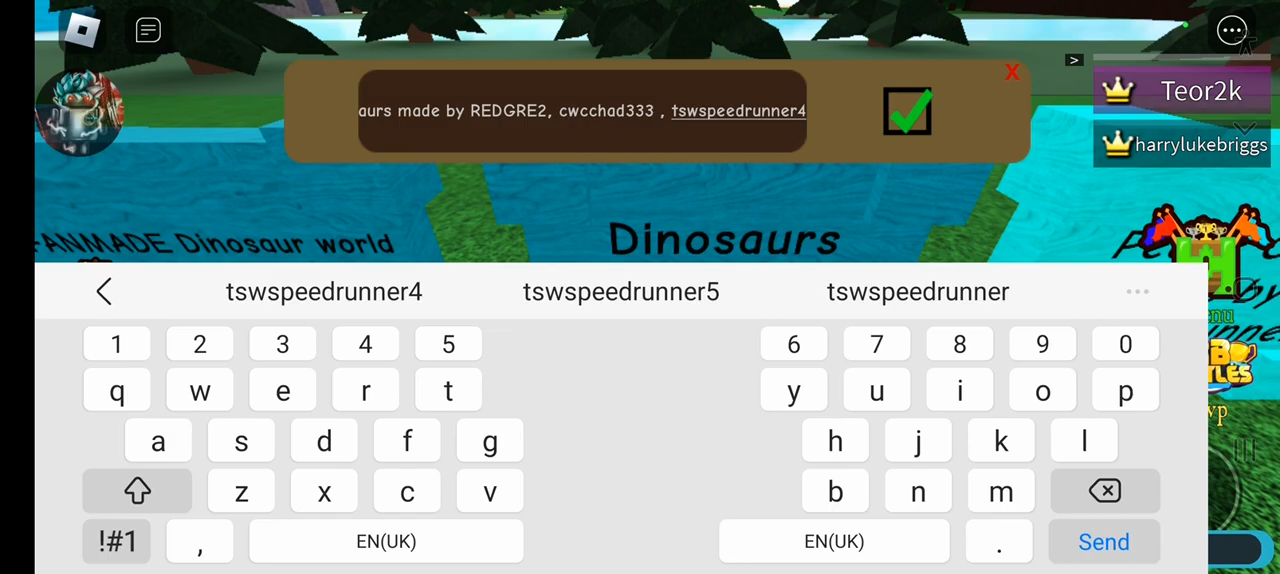 X
>
Teor2k
aurs made by REDGRE2, cwcchad333 , tswspeedrunner4
harrylukebriggs
FANMADE Dinosaur world
Dinosaurs
by
tswspeedrunner4 tswspeedrunner5 tswspeedrunner
1 2 3 4 5 6 7 8 9 0
q w e r t y u i o p
a s d f g h j k l
z x c v b n m
!#1 , EN(UK) EN(UK) . Send